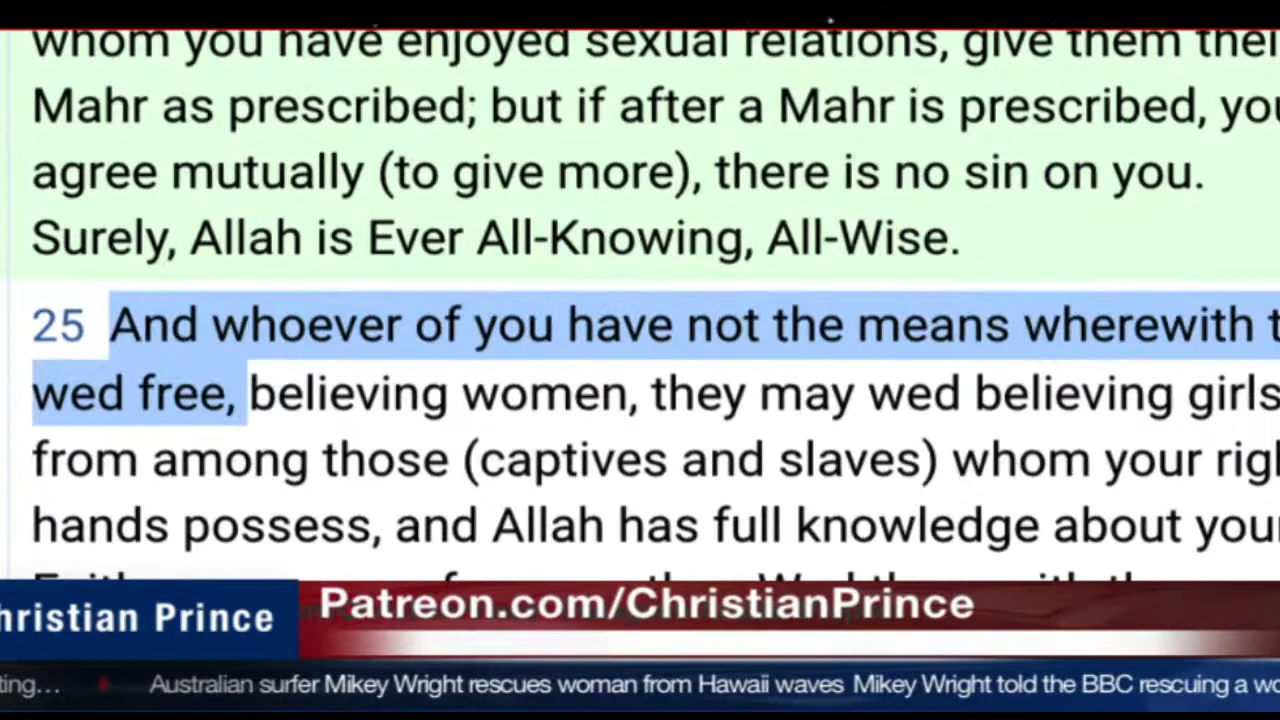 whom you have enjoyed sexual relations, give them their
Mahr as prescribed; but if after a Mahr is prescribed, you
agree mutually (to give more), there is no sin on you.
Surely, Allah is Ever All-Knowing, All-Wise.
25 And whoever of you have not the means wherewith t
wed free, believing women, they may wed believing girls
from among those (captives and slaves) whom your righ
hands possess, and Allah has full knowledge about your
hristian Prince
Patreon.com/ChristianPrince
ting... Australian surfer Mikey Wright rescues woman from Hawaii waves Mikey Wright told the BBC rescuing a wo